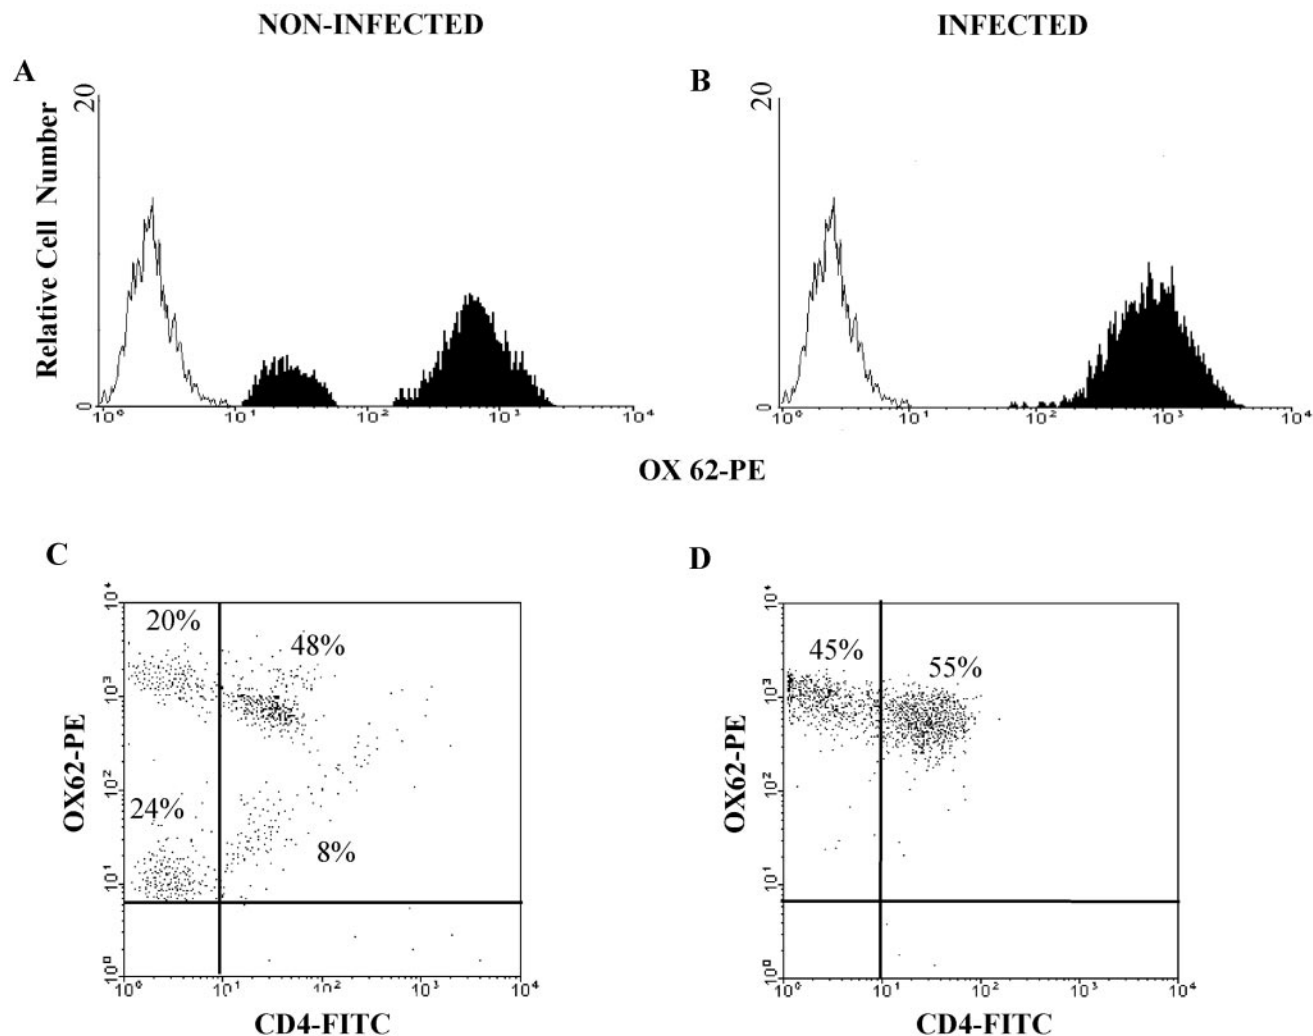 NON-INFECTED
INFECTED
A
B
20
Relative Cell Number
0
10⁰ 10¹ 10² 10³ 10⁴
20
0
10⁰ 10¹ 10² 10³ 10⁴
OX 62-PE
C
D
20%
48%
24%
8%
OX62-PE
10⁴
10³
10²
10¹
10⁰
10⁰ 10¹ 10² 10³ 10⁴
CD4-FITC
45%
55%
OX62-PE
10⁴
10³
10²
10¹
10⁰
10⁰ 10¹ 10² 10³ 10⁴
CD4-FITC